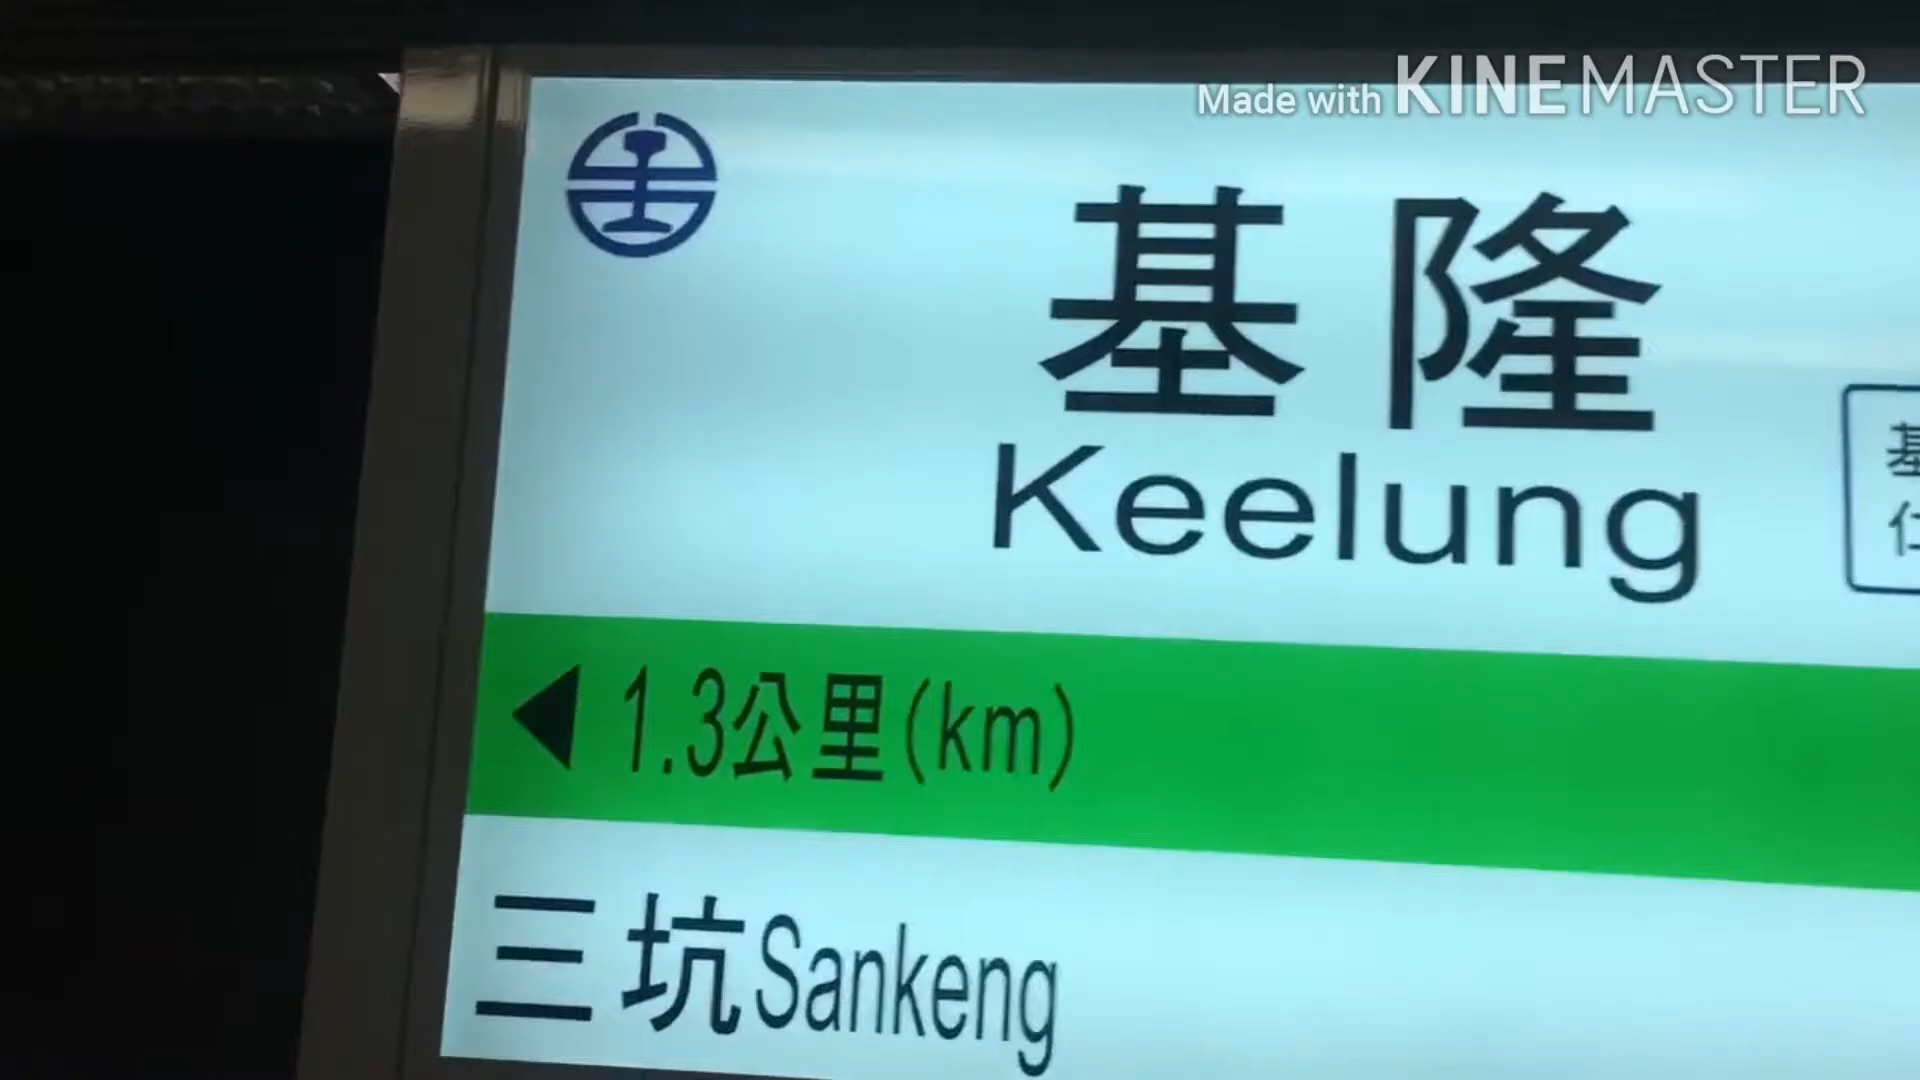 Made with KINEMASTER
基隆
Keelung
1.3公里(km)
三坑Sankeng